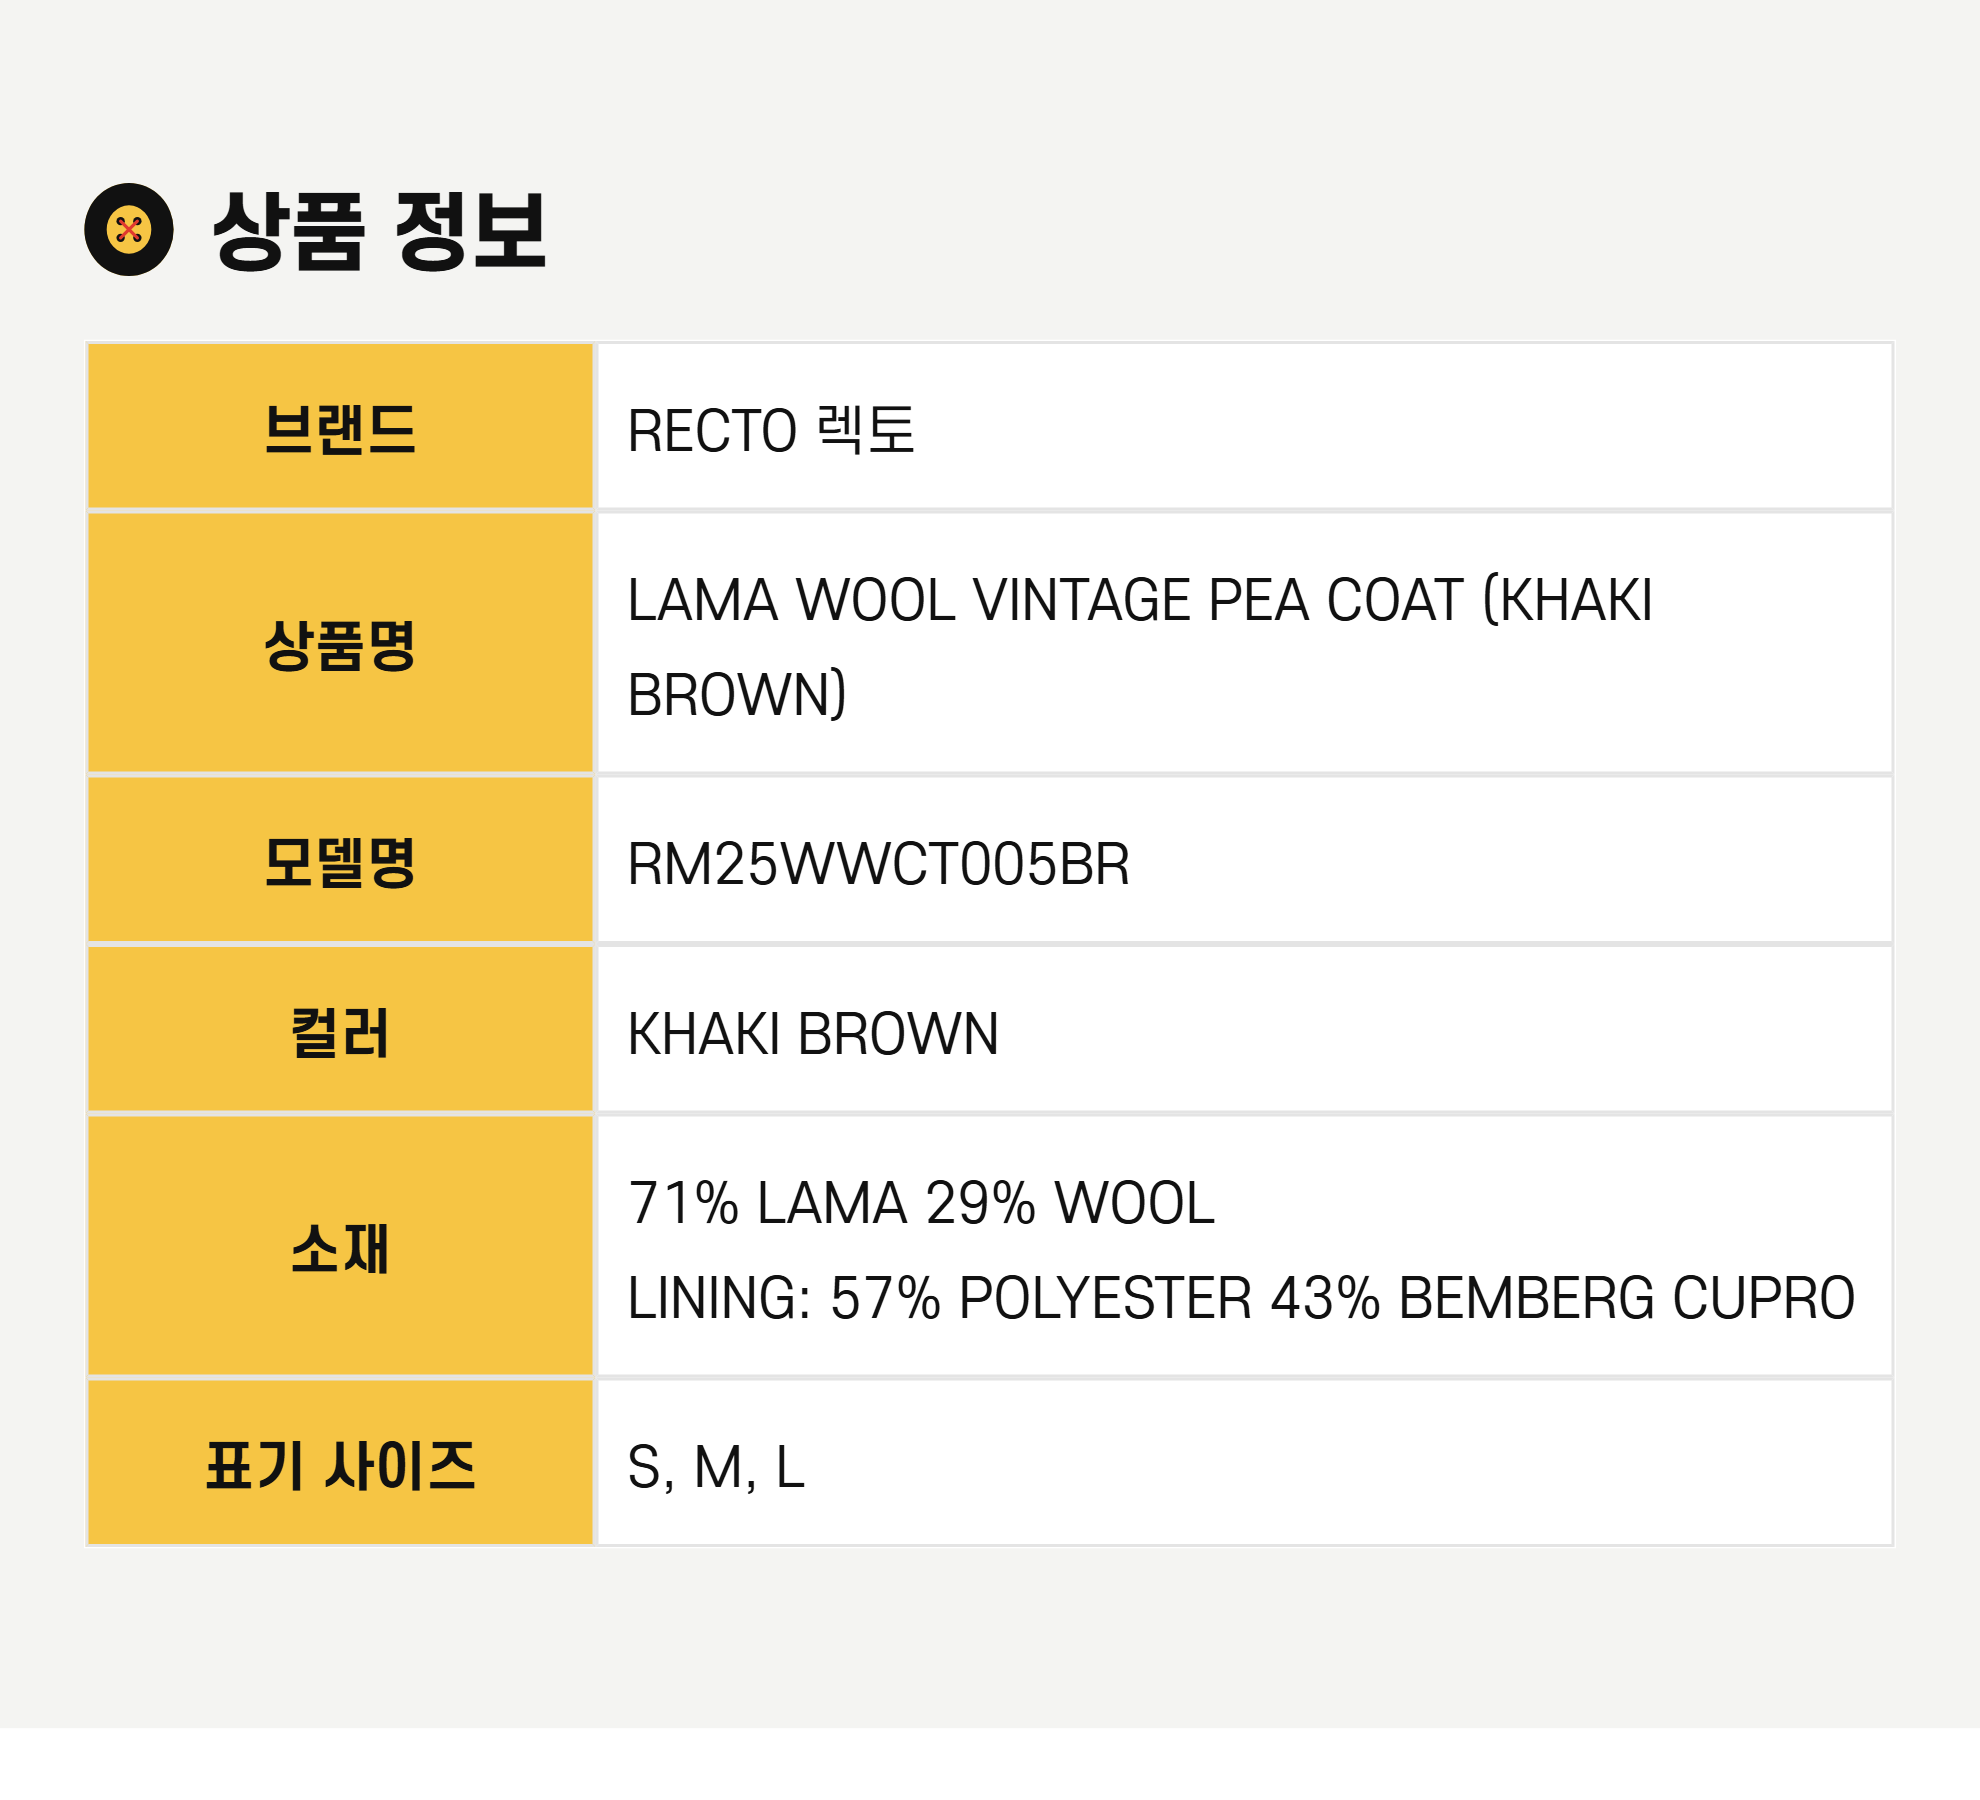 상품 정보
브랜드
RECTO 렉토
상품명
LAMA WOOL VINTAGE PEA COAT (KHAKI
BROWN)
모델명
RM25WWCT005BR
컬러
KHAKI BROWN
소재
71% LAMA 29% WOOL
LINING: 57% POLYESTER 43% BEMBERG CUPRO
표기 사이즈
S, M, L